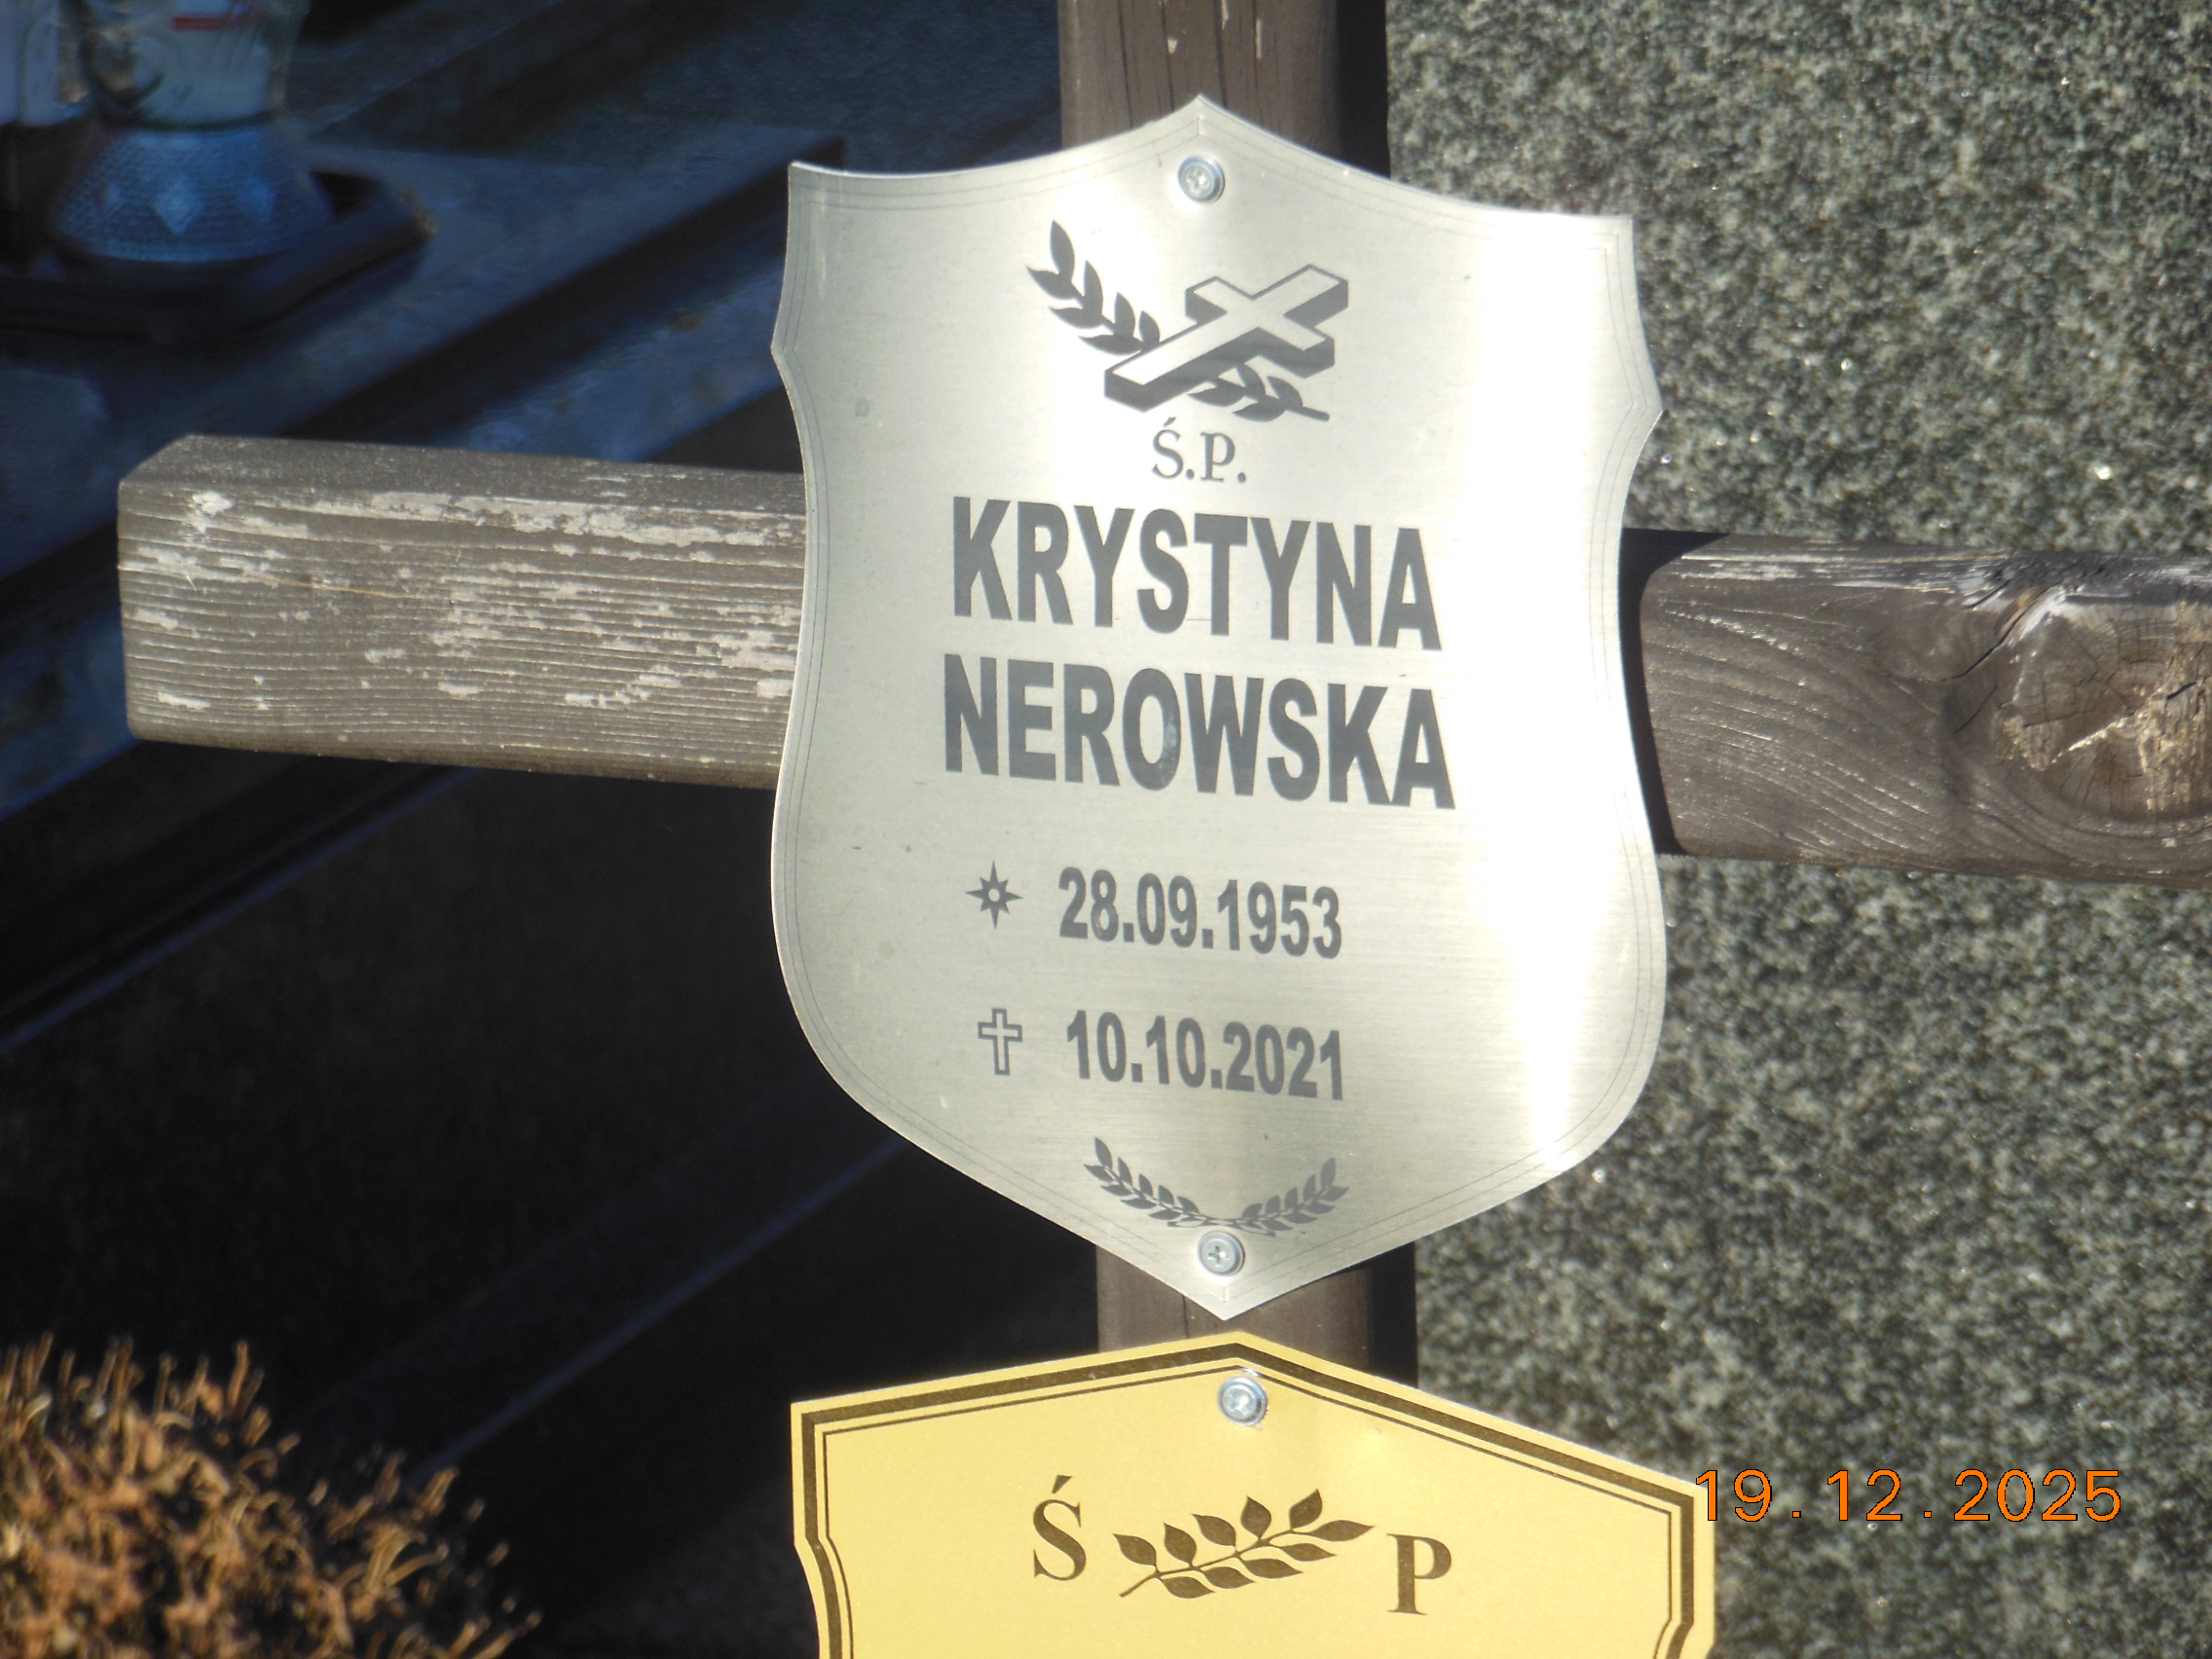 Ś.P.
KRYSTYNA
NEROWSKA
28.09.1953
10.10.2021
Ś P
19.12.2025